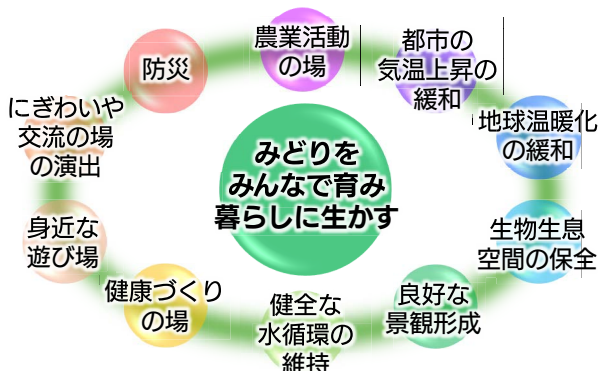 農業活動
の場
都市の
気温上昇の
緩和
地球温暖化
の緩和
生物生息
空間の保全
良好な
景観形成
健全な
水循環の
維持
健康づくり
の場
身近な
遊び場
にぎわいや
交流の場
の演出
防災
みどりを
みんなで育み
暮らしに生かす